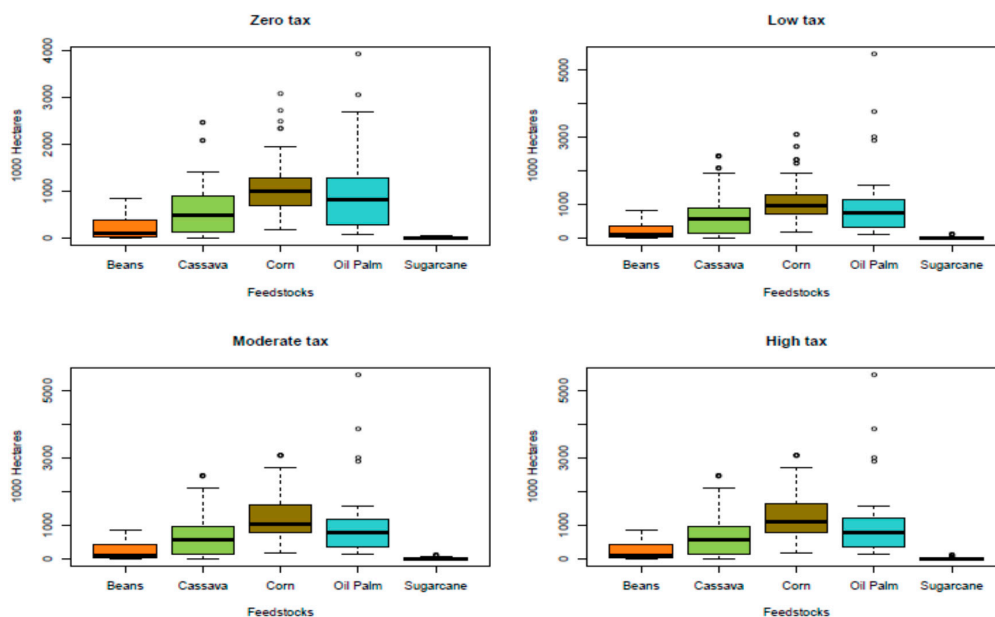 Zero tax
1000 Hectares
4000
3000
2000
1000
0
Beans Cassava Corn Oil Palm Sugarcane
Feedstocks
Low tax
1000 Hectares
5000
3000
1000
0
Beans Cassava Corn Oil Palm Sugarcane
Feedstocks
Moderate tax
1000 Hectares
5000
3000
1000
0
Beans Cassava Corn Oil Palm Sugarcane
Feedstocks
High tax
1000 Hectares
5000
3000
1000
0
Beans Cassava Corn Oil Palm Sugarcane
Feedstocks